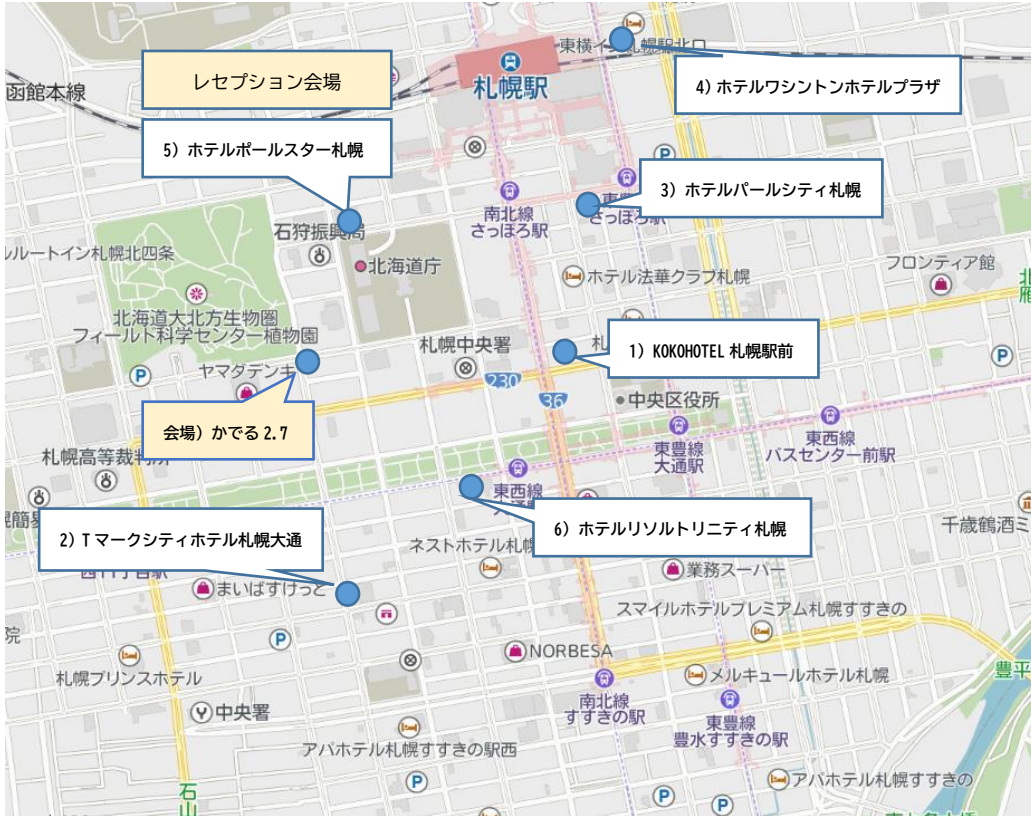 東横イン札幌駅北口
レセプション会場
札幌駅
函館本線
4) ホテルワシントンホテルプラザ
5) ホテルポールスター札幌
P
3) ホテルパールシティ札幌
南北線
さっぽろ駅
さっぽろ駅
石狩振興局
ルルートイン札幌北四条
北海道庁
ホテル法華クラブ札幌
フロンティア館
北海道大北方生物圏
フィールド科学センター植物園
札幌中央署
1) KOKOHOTEL 札幌駅前
P
P
ヤマダデンキ
230
36
中央区役所
会場) かでる 2.7
東豊線
大通駅
東西線
バスセンター前駅
札幌高等裁判所
東西線
千歳鶴酒ミ
2) Tマークシティホテル札幌大通
6) ホテルリソルトリニティ札幌
ネストホテル札幌
まいばすけっと
業務スーパー
スマイルホテルプレミアム札幌すすきの
院
P
NORBESA
札幌プリンスホテル
南北線
すすきの駅
メルキュールホテル札幌
豊平
中央署
東豊線
豊水すすきの駅
アパホテル札幌すすきの駅西
P
アパホテル札幌すすきの
石
山
P
P